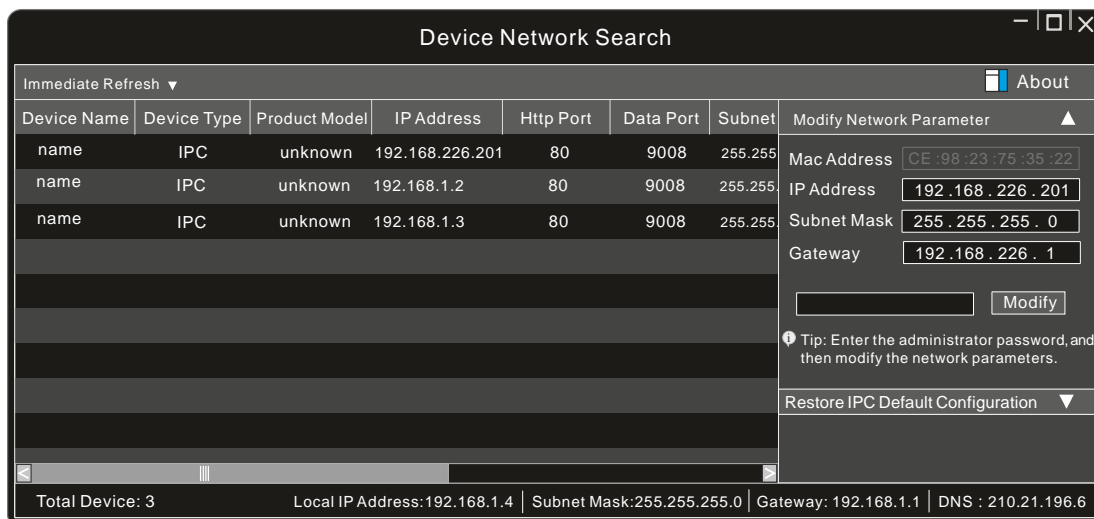 Device Network Search
Immediate Refresh ▼ About
Device Name Device Type Product Model IP Address Http Port Data Port Subnet
name IPC unknown 192.168.226.201 80 9008 255.255
name IPC unknown 192.168.1.2 80 9008 255.255.
name IPC unknown 192.168.1.3 80 9008 255.255.
Modify Network Parameter ▲
Mac Address CE :98 :23 :75 :35 :22
IP Address 192 .168 . 226 . 201
Subnet Mask 255 . 255 . 255 . 0
Gateway 192 .168 . 226 . 1
Modify
Tip: Enter the administrator password, and
then modify the network parameters.
Restore IPC Default Configuration ▼
Total Device: 3 Local IP Address:192.168.1.4 Subnet Mask:255.255.255.0 Gateway: 192.168.1.1 DNS : 210.21.196.6